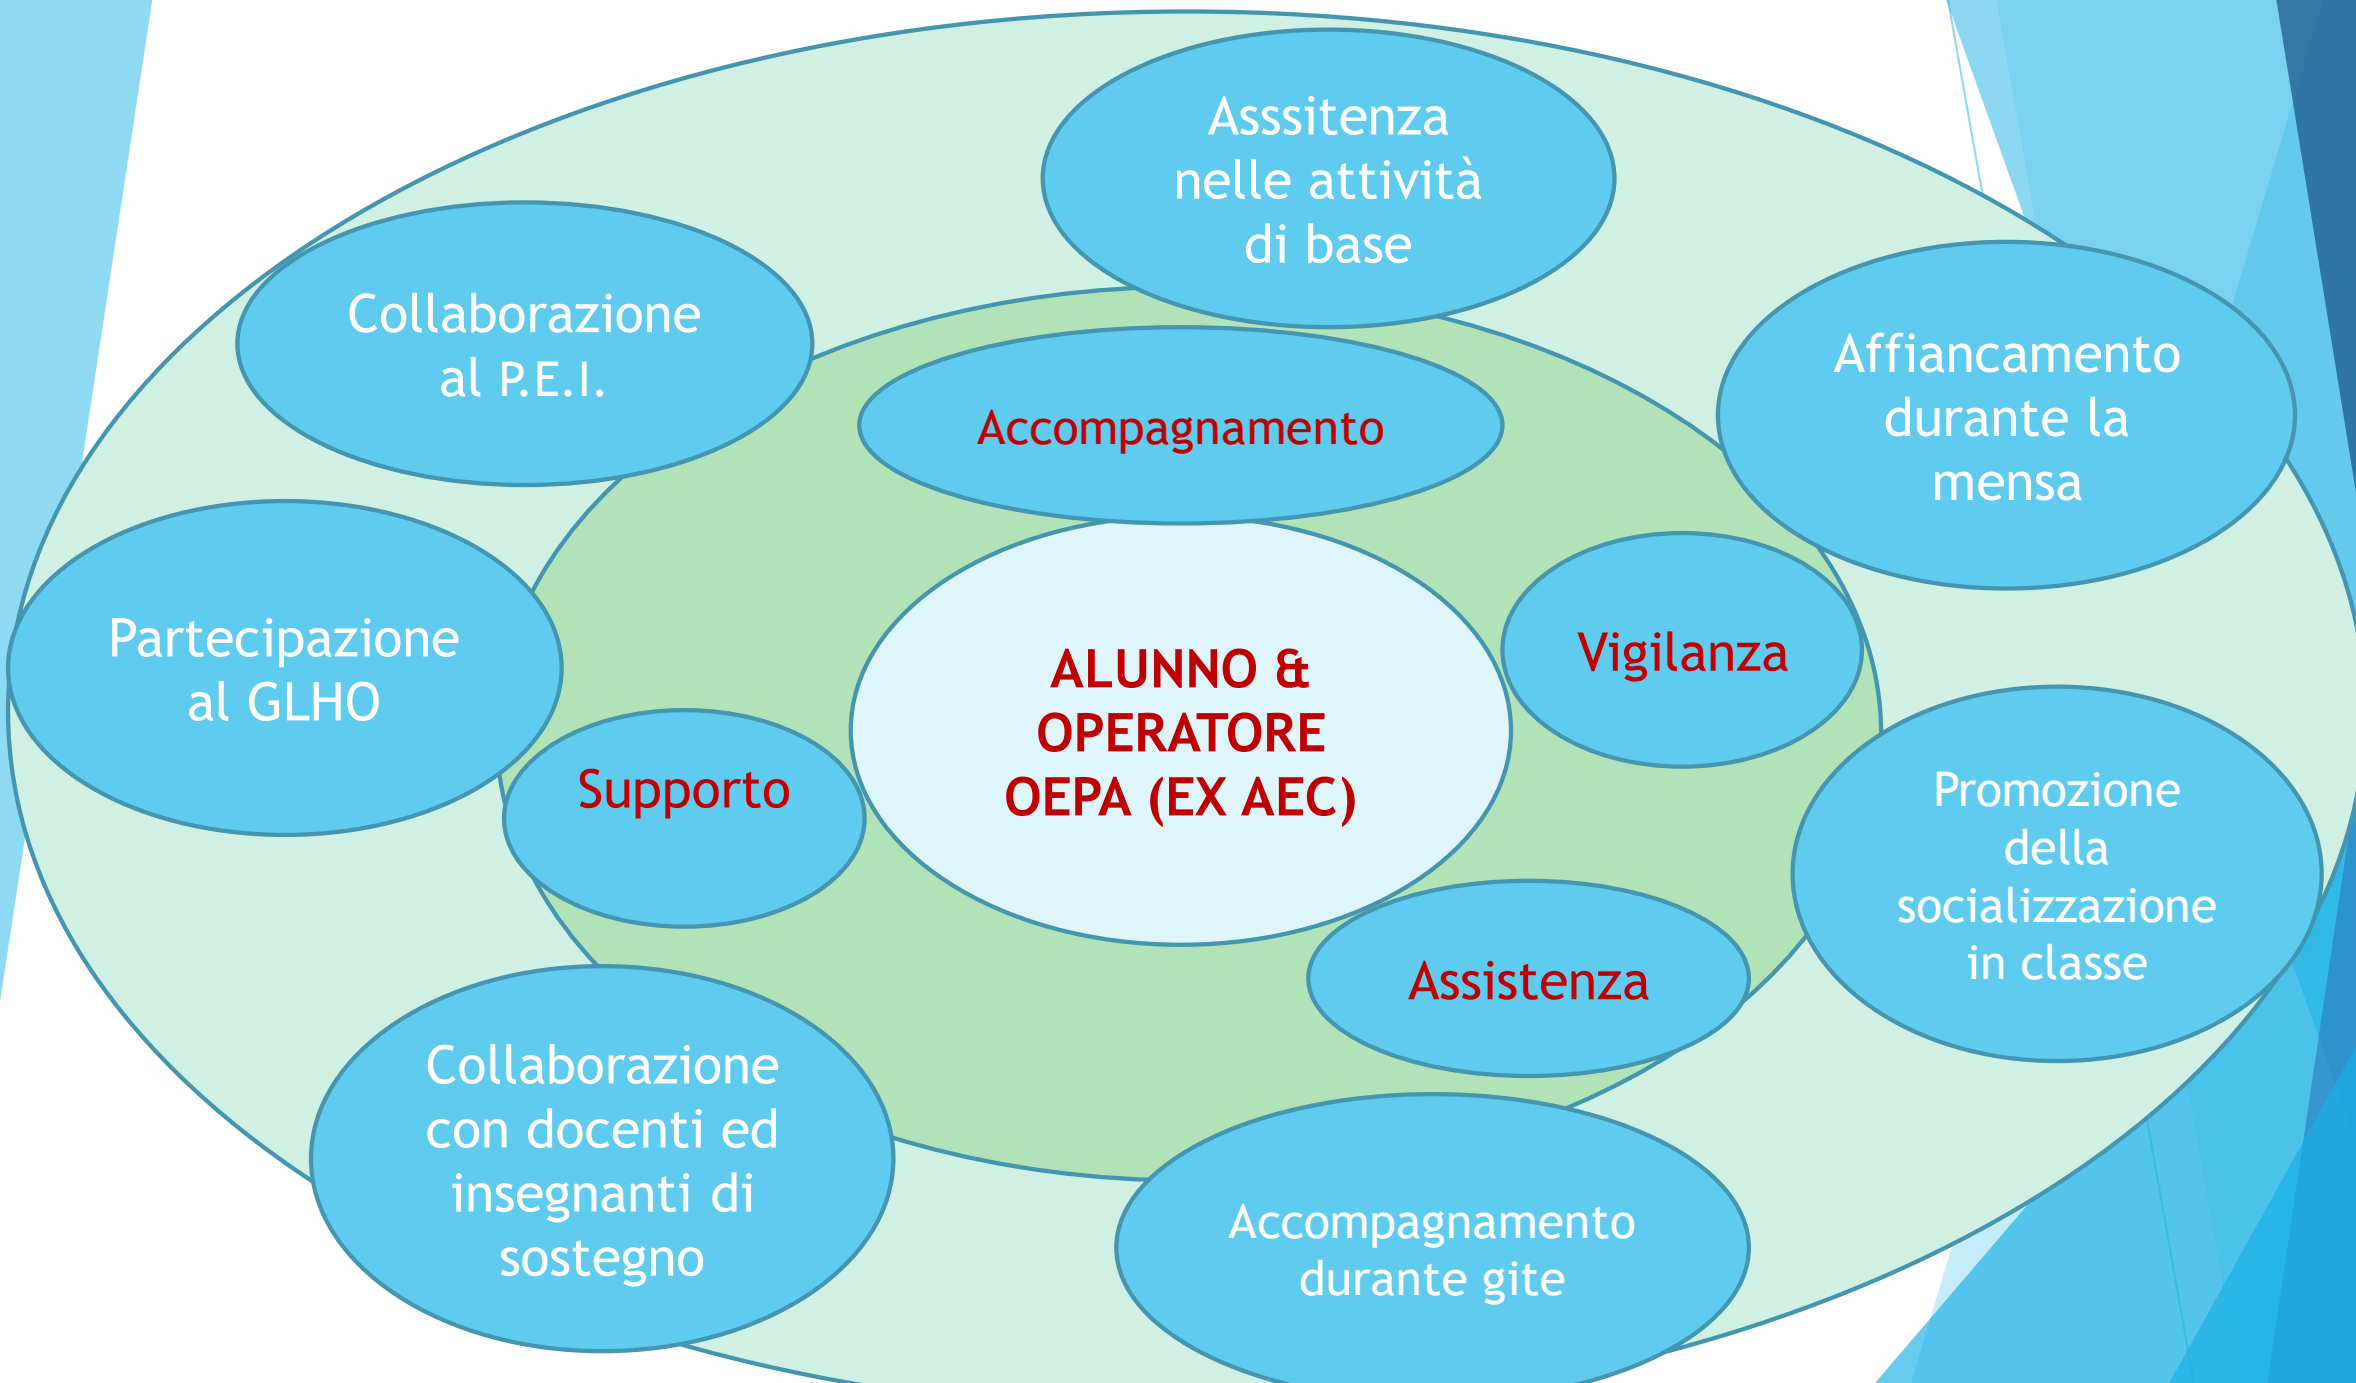 Asssitenza
nelle attività
di base
Collaborazione
al P.E.I.
Affiancamento
durante la
mensa
Accompagnamento
Partecipazione
al GLHO
Vigilanza
ALUNNO &
OPERATORE
OEPA (EX AEC)
Supporto
Promozione
della
socializzazione
in classe
Assistenza
Collaborazione
con docenti ed
insegnanti di
sostegno
Accompagnamento
durante gite